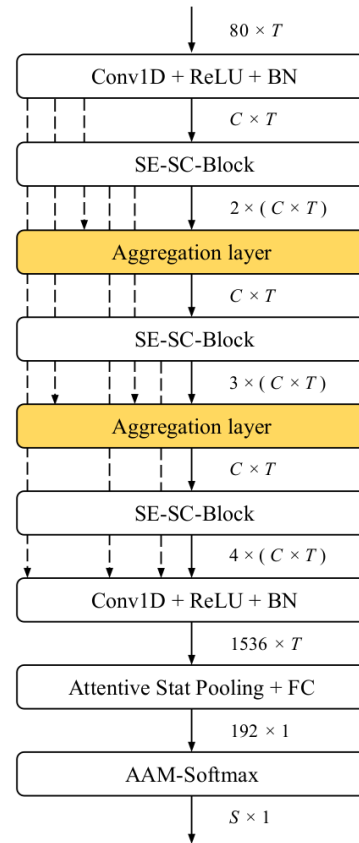 80 × T
Conv1D + ReLU + BN
C × T
SE-SC-Block
2 × ( C × T )
Aggregation layer
C × T
SE-SC-Block
3 × ( C × T )
Aggregation layer
C × T
SE-SC-Block
4 × ( C × T )
Conv1D + ReLU + BN
1536 × T
Attentive Stat Pooling + FC
192 × 1
AAM-Softmax
S × 1